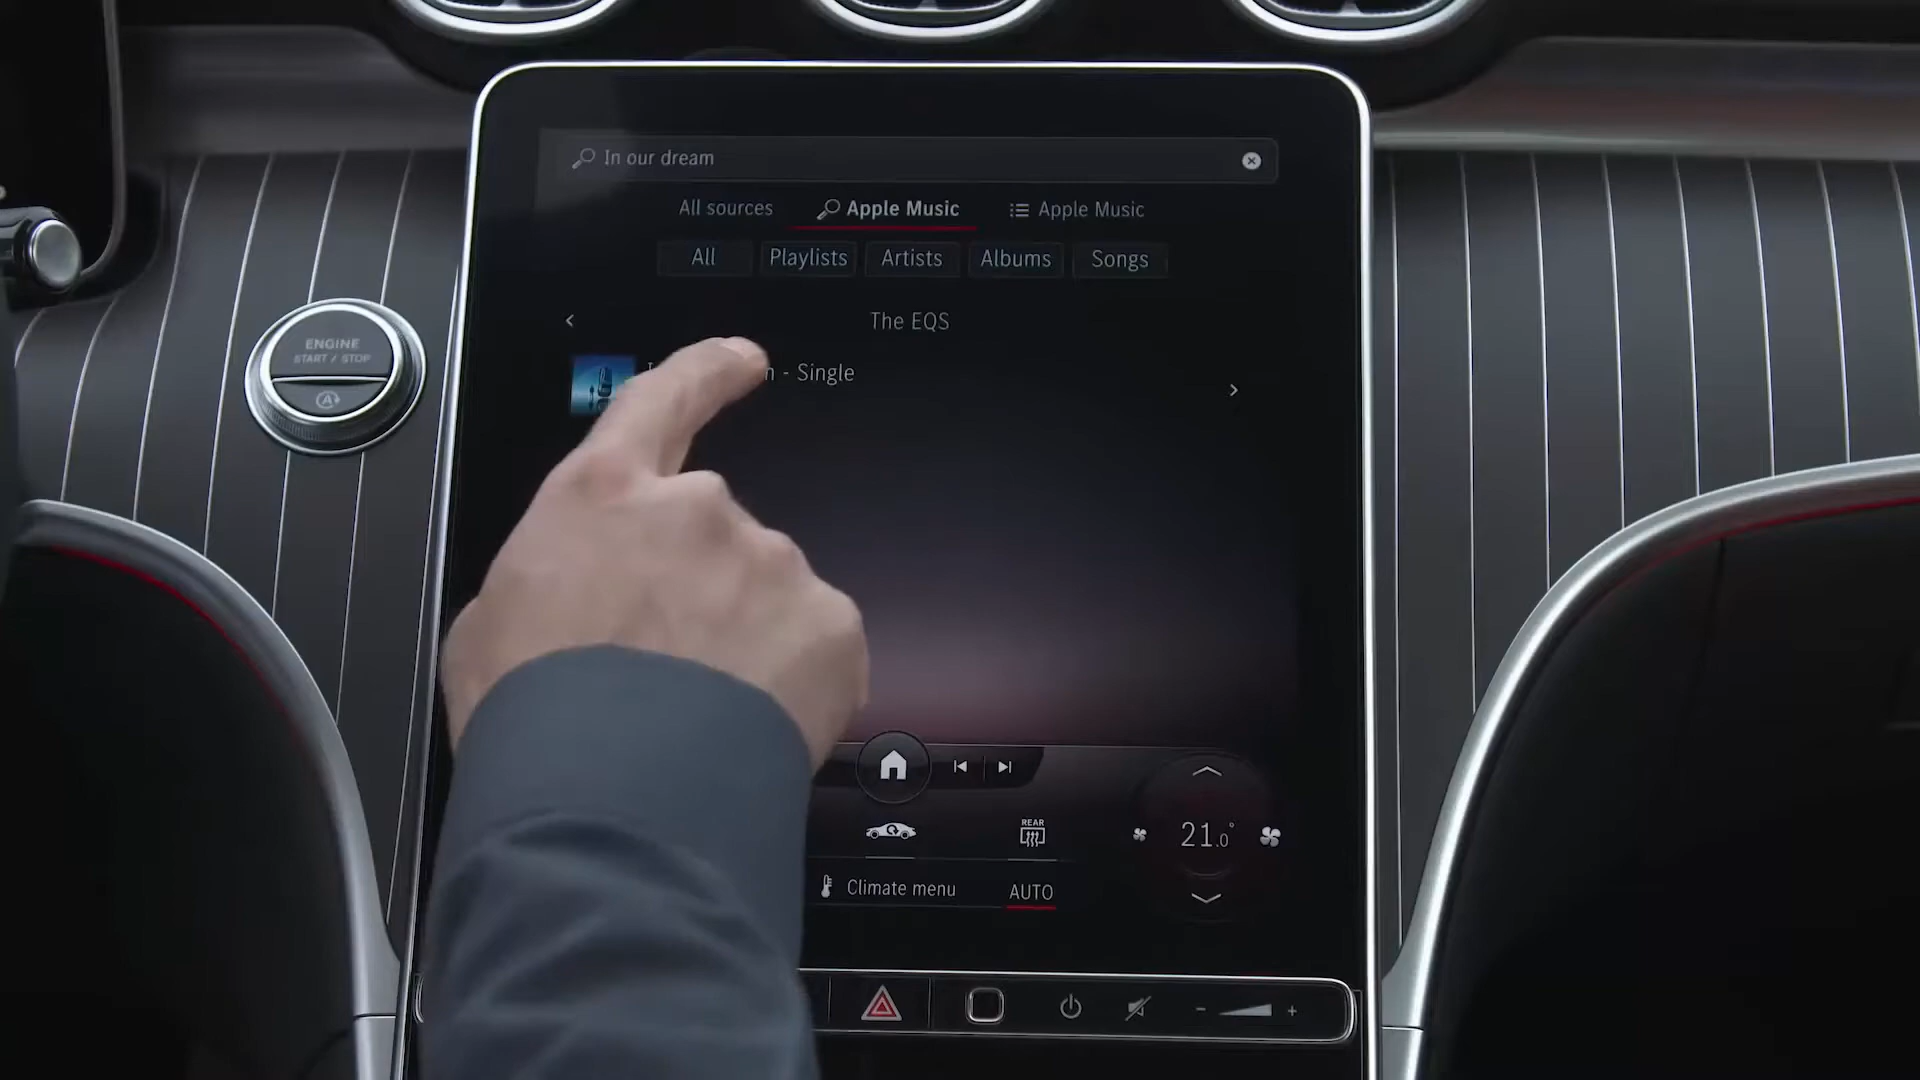 In our dream
All sources Apple Music Apple Music
All Playlists Artists Albums Songs
The EQS
- Single
ENGINE
START / STOP
A
REAR
21.0°
Climate menu AUTO